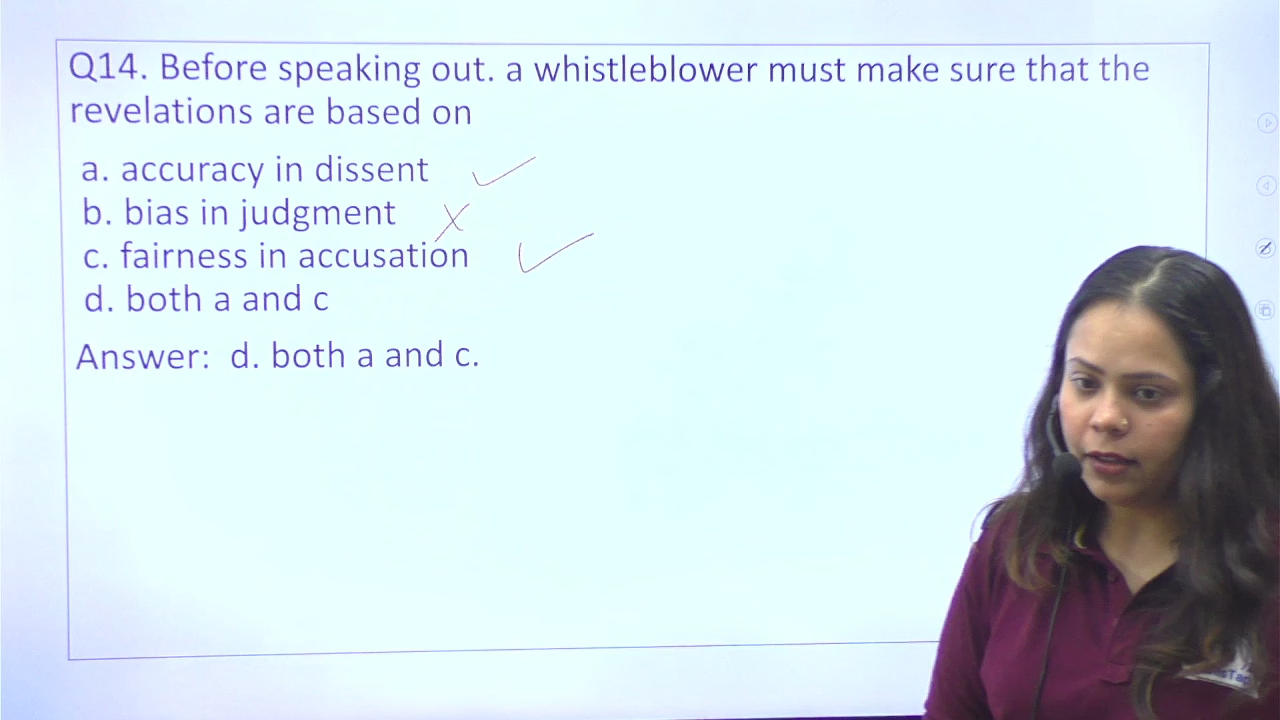 Q14. Before speaking out. a whistleblower must make sure that the
revelations are based on
a. accuracy in dissent
b. bias in judgment
c. fairness in accusation
d. both a and c
Answer: d. both a and c.